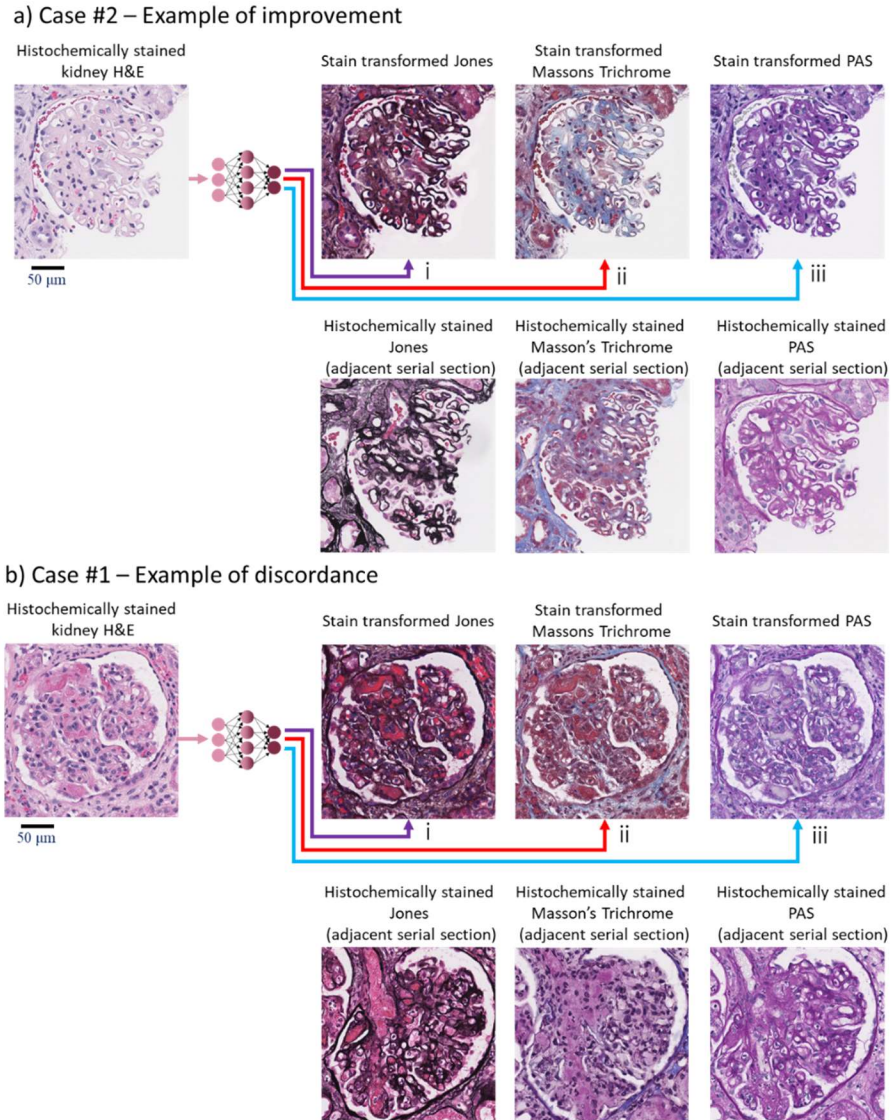 a) Case #2 – Example of improvement
Histochemically stained
kidney H&E
Stain transformed Jones
Stain transformed
Massons Trichrome
Stain transformed PAS
50 μm
i
ii
iii
Histochemically stained
Jones
(adjacent serial section)
Histochemically stained
Masson's Trichrome
(adjacent serial section)
Histochemically stained
PAS
(adjacent serial section)
b) Case #1 – Example of discordance
Histochemically stained
kidney H&E
Stain transformed Jones
Stain transformed
Massons Trichrome
Stain transformed PAS
50 μm
i
ii
iii
Histochemically stained
Jones
(adjacent serial section)
Histochemically stained
Masson's Trichrome
(adjacent serial section)
Histochemically stained
PAS
(adjacent serial section)